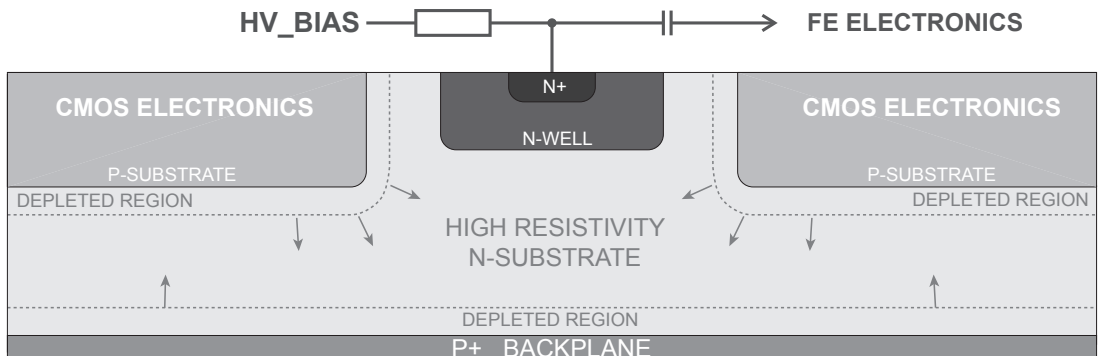 HV_BIAS FE ELECTRONICS
N+
CMOS ELECTRONICS CMOS ELECTRONICS
N-WELL
P-SUBSTRATE P-SUBSTRATE
DEPLETED REGION DEPLETED REGION
HIGH RESISTIVITY
N-SUBSTRATE
DEPLETED REGION
P+ BACKPLANE